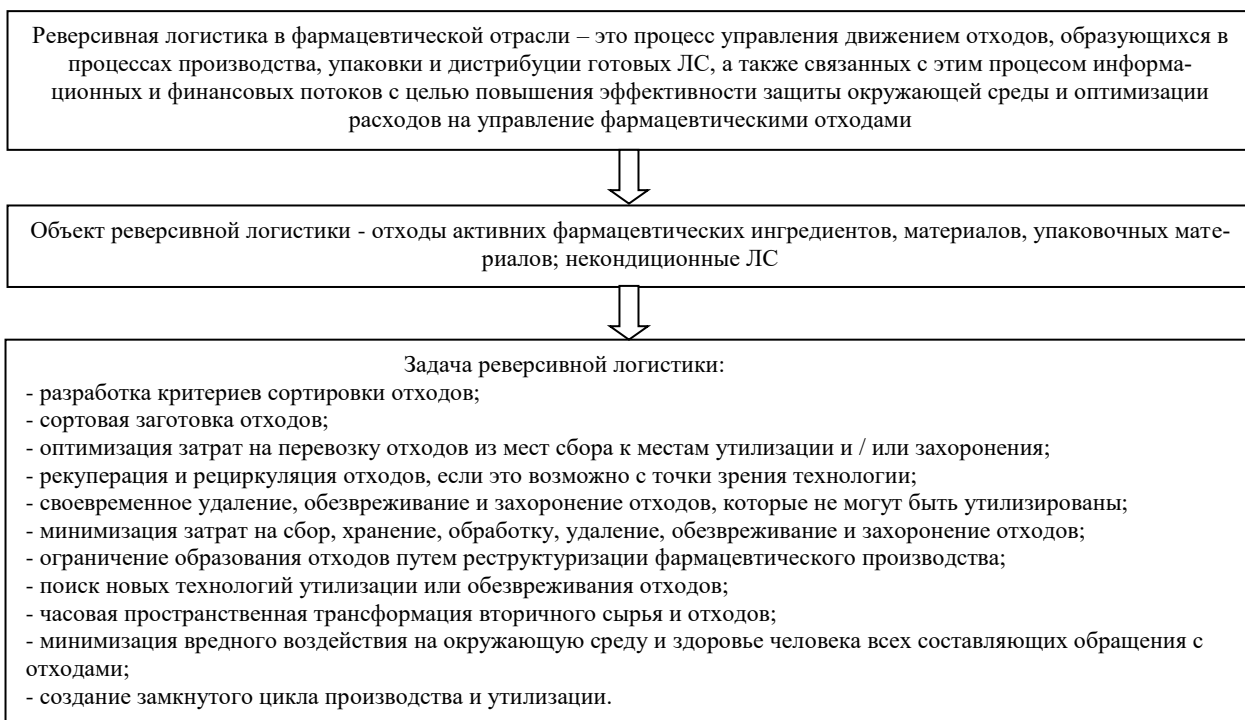 Реверсивная логистика в фармацевтической отрасли – это процесс управления движением отходов, образующихся в
процессах производства, упаковки и дистрибуции готовых ЛС, а также связанных с этим процесом информа-
ционных и финансовых потоков с целью повышения эффективности защиты окружающей среды и оптимизации
расходов на управление фармацевтическими отходами
Объект реверсивной логистики - отходы активних фармацевтических ингредиентов, материалов, упаковочных мате-
риалов; некондиционные ЛС
Задача реверсивной логистики:
- разработка критериев сортировки отходов;
- сортовая заготовка отходов;
- оптимизация затрат на перевозку отходов из мест сбора к местам утилизации и / или захоронения;
- рекуперация и рециркуляция отходов, если это возможно с точки зрения технологии;
- своевременное удаление, обезвреживание и захоронение отходов, которые не могут быть утилизированы;
- минимизация затрат на сбор, хранение, обработку, удаление, обезвреживание и захоронение отходов;
- ограничение образования отходов путем реструктуризации фармацевтического производства;
- поиск новых технологий утилизации или обезвреживания отходов;
- часовая пространственная трансформация вторичного сырья и отходов;
- минимизация вредного воздействия на окружающую среду и здоровье человека всех составляющих обращения с
отходами;
- создание замкнутого цикла производства и утилизации.